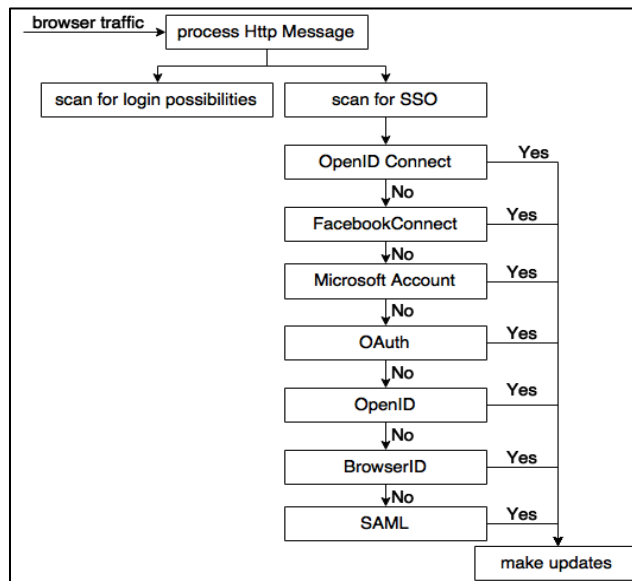 browser traffic
process Http Message
scan for login possibilities
scan for SSO
OpenID Connect
Yes
No
FacebookConnect
Yes
No
Microsoft Account
Yes
No
OAuth
Yes
No
OpenID
Yes
No
BrowserID
Yes
No
SAML
Yes
make updates